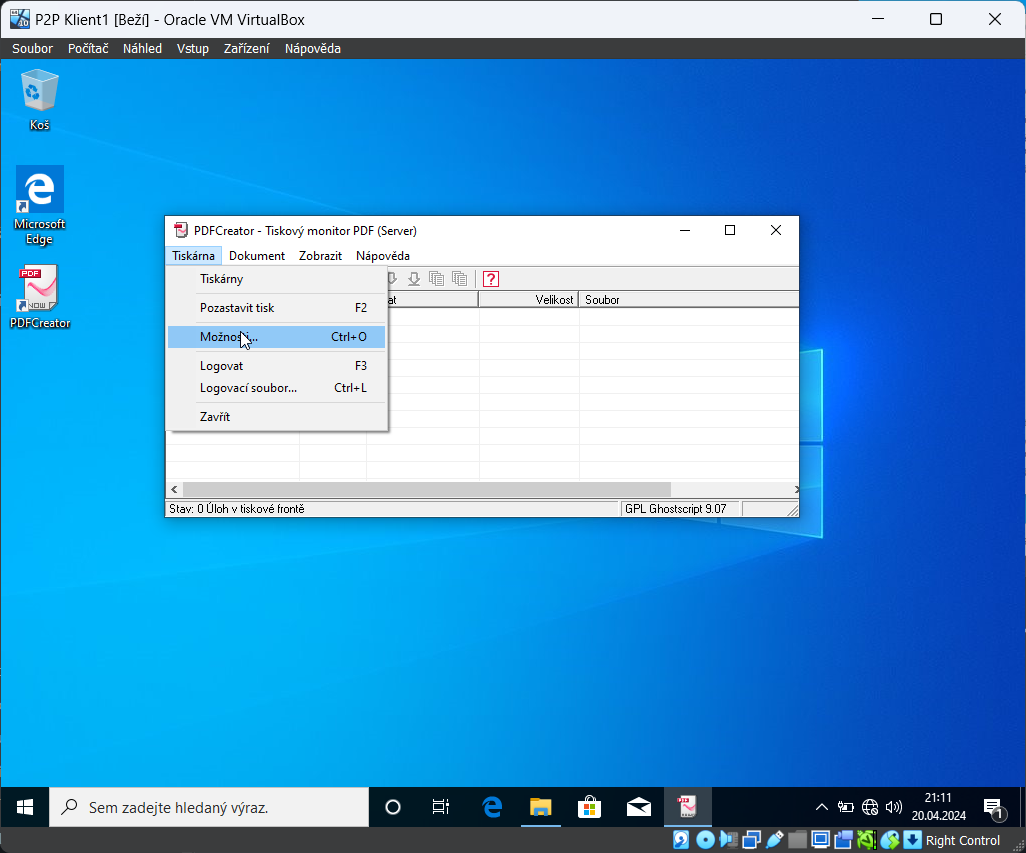 P2P Klient1 [Beží] - Oracle VM VirtualBox
Soubor Počítač Náhled Vstup Zařízení Nápověda
Koš
Microsoft
Edge
PDF
NOW
PDFCreator
PDFCreator - Tiskový monitor PDF (Server)
Tiskárna Dokument Zobrazit Nápověda
Tiskárny
Pozastavit tisk F2
Možnosti... Ctrl+O
Logovat F3
Logovací soubor... Ctrl+L
Zavřít
at Velikost Soubor
Stav: 0 Úloh v tiskové frontě GPL Ghostscript 9.07
Sem zadejte hledaný výraz.
21:11
20.04.2024
1
Right Control